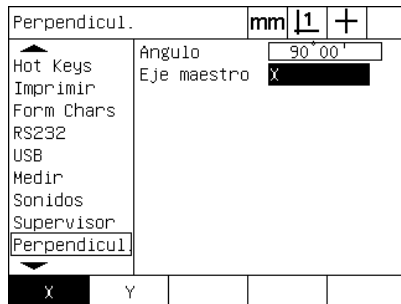 Perpendicul. mm 1
Angulo 90°00'
Eje maestro X
Hot Keys
Imprimir
Form Chars
RS232
USB
Medir
Sonidos
Supervisor
Perpendicul.
X Y